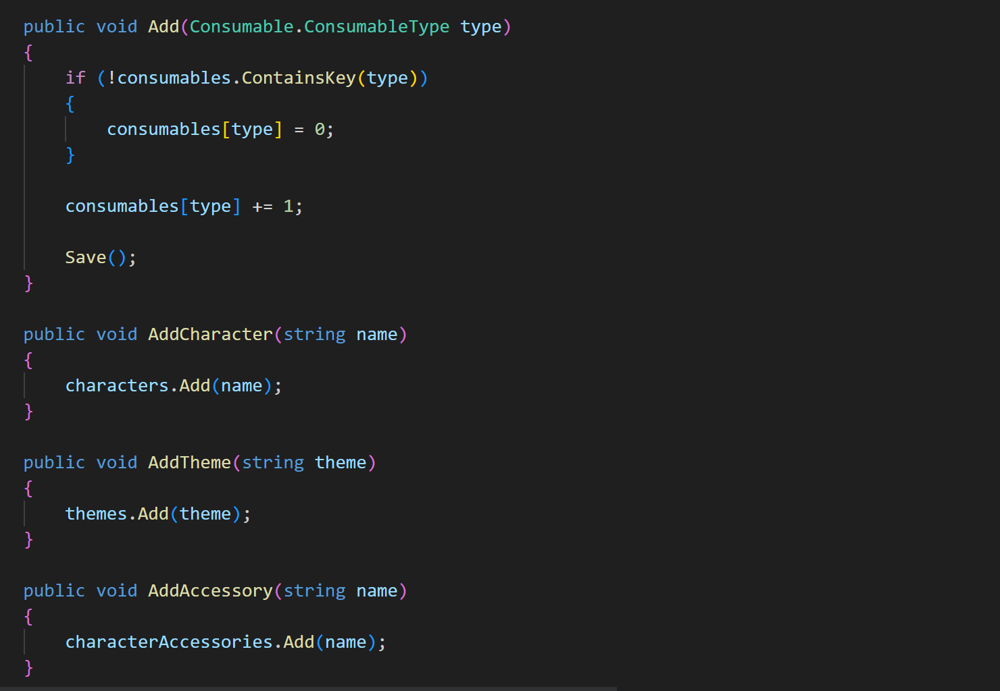 public void Add(Consumable.ConsumableType type)
{
    if (!consumables.ContainsKey(type))
    {
        consumables[type] = 0;
    }

    consumables[type] += 1;

    Save();
}

public void AddCharacter(string name)
{
    characters.Add(name);
}

public void AddTheme(string theme)
{
    themes.Add(theme);
}

public void AddAccessory(string name)
{
    characterAccessories.Add(name);
}